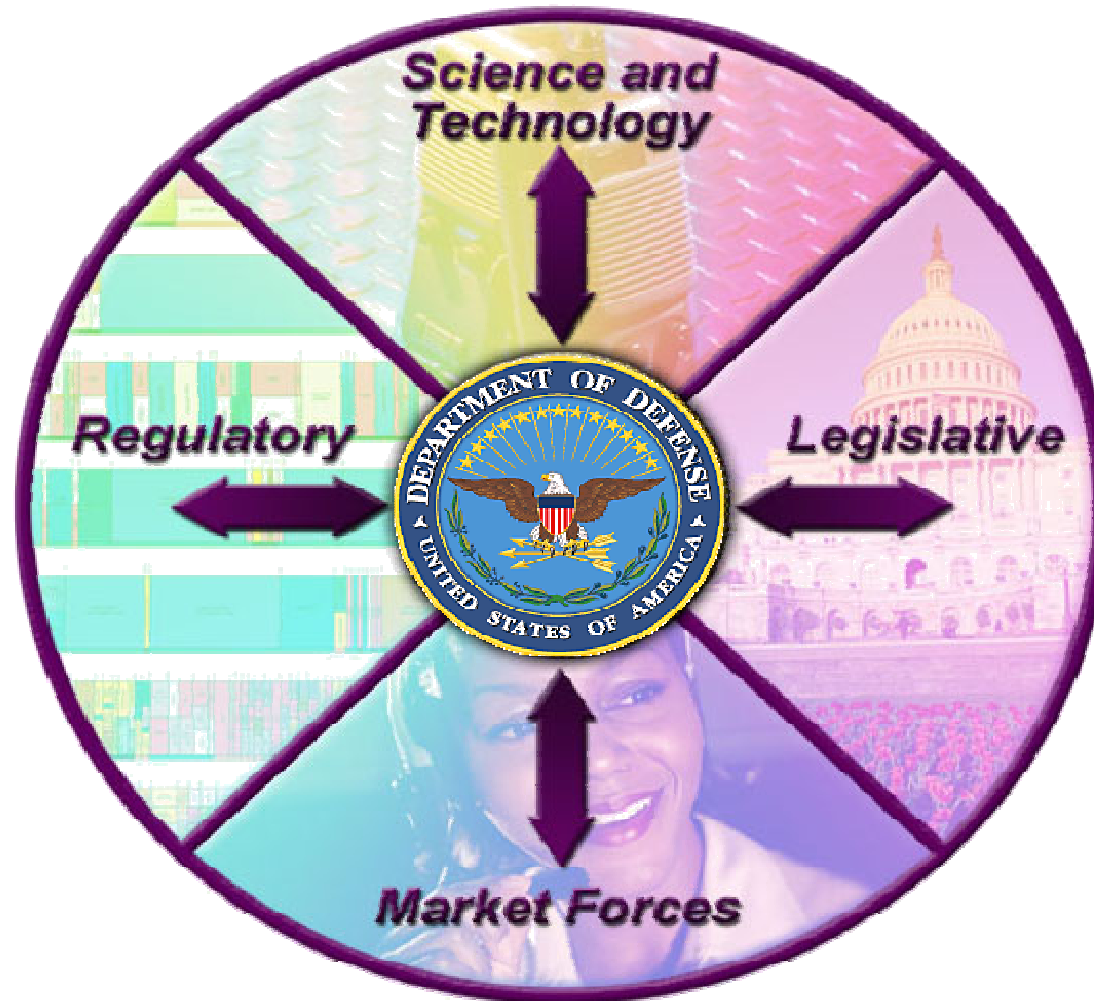 Science and
Technology
Regulatory
Legislative
DEPARTMENT OF DEFENSE
UNITED STATES OF AMERICA
Market Forces